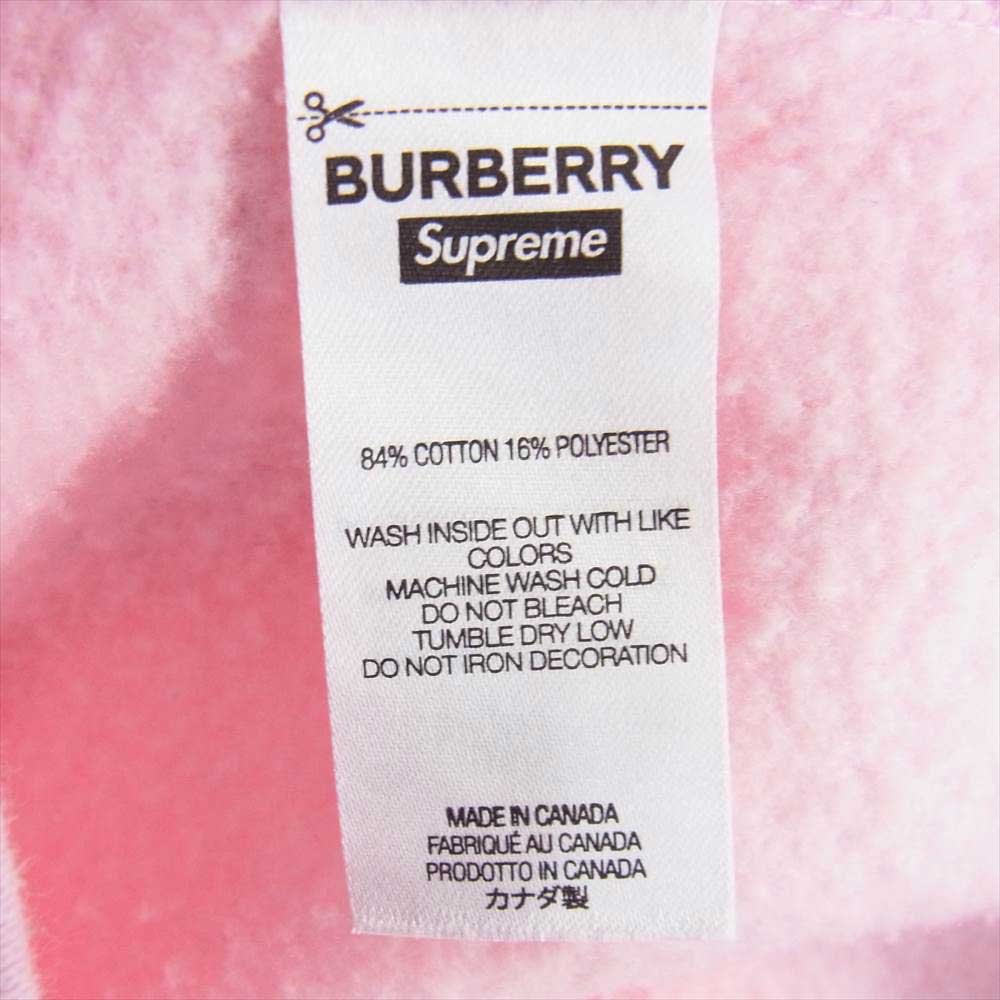 BURBERRY
Supreme
84% COTTON 16% POLYESTER
WASH INSIDE OUT WITH LIKE
COLORS
MACHINE WASH COLD
DO NOT BLEACH
TUMBLE DRY LOW
DO NOT IRON DECORATION
MADE IN CANADA
FABRIQUÉ AU CANADA
PRODOTTO IN CANADA
カナダ製